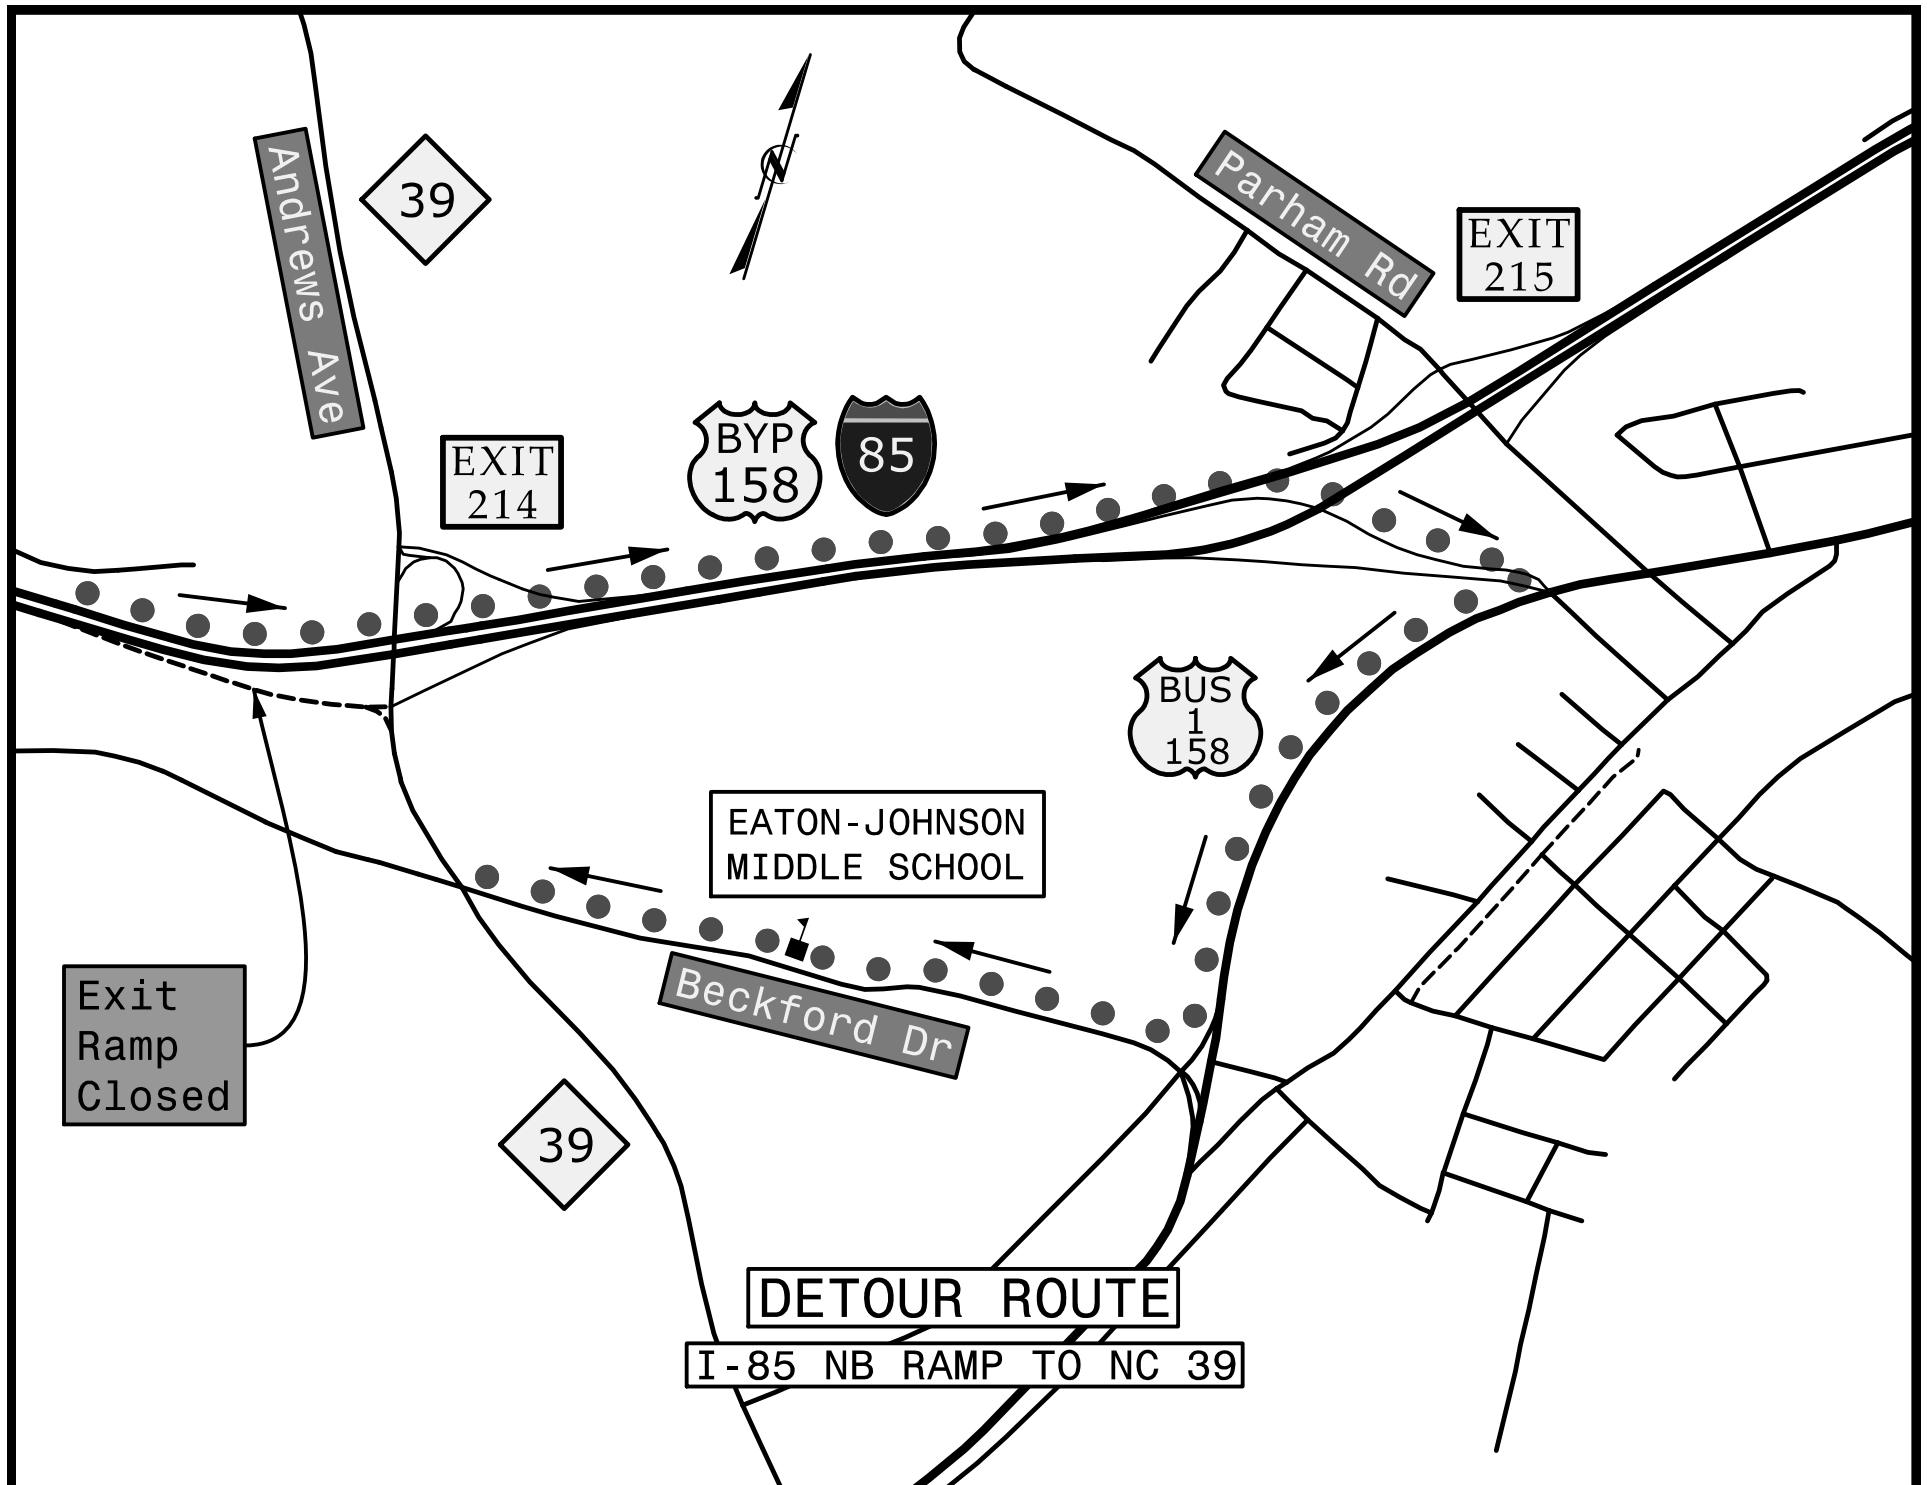 Andrews Ave
39
N
Parham Rd
EXIT
215
BYP
158
85
EXIT
214
BUS
1
158
EATON-JOHNSON
MIDDLE SCHOOL
Beckford Dr
Exit
Ramp
Closed
39
DETOUR ROUTE
I-85 NB RAMP TO NC 39